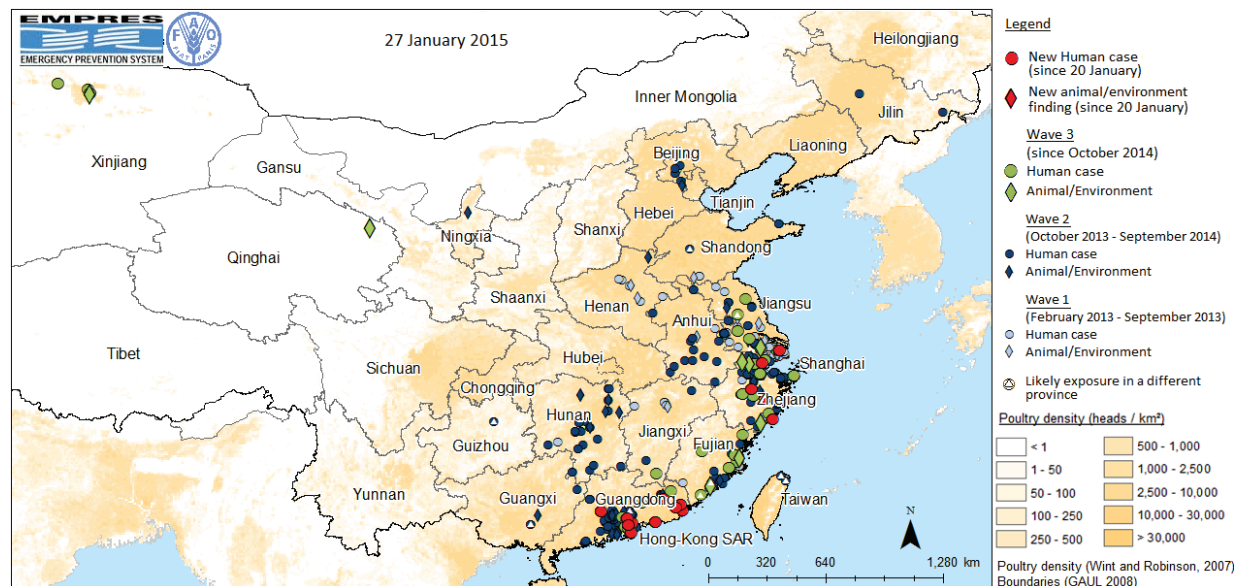 EMPRES
EMERGENCY PREVENTION SYSTEM
FAO
FIAT PANIS
27 January 2015
Heilongjiang
Inner Mongolia
Jilin
Xinjiang
Gansu
Beijing
Liaoning
Tianjin
Hebei
Ningxia
Shanxi
Shandong
Qinghai
Shaanxi
Henan
Jiangsu
Anhui
Tibet
Sichuan
Hubei
Shanghai
Chongqing
Zhejiang
Hunan
Guizhou
Jiangxi
Fujian
Yunnan
Guangxi
Guangdong
Taiwan
Hong-Kong SAR
N
0 320 640 1,280 km
Legend
New Human case
(since 20 January)
New animal/environment
finding (since 20 January)
Wave 3
(since October 2014)
Human case
Animal/Environment
Wave 2
(October 2013 - September 2014)
Human case
Animal/Environment
Wave 1
(February 2013 - September 2013)
Human case
Animal/Environment
Likely exposure in a different
province
Poultry density (heads / km²)
< 1
1 - 50
50 - 100
100 - 250
250 - 500
500 - 1,000
1,000 - 2,500
2,500 - 10,000
10,000 - 30,000
> 30,000
Poultry density (Wint and Robinson, 2007)
Boundaries (GAUL 2008)